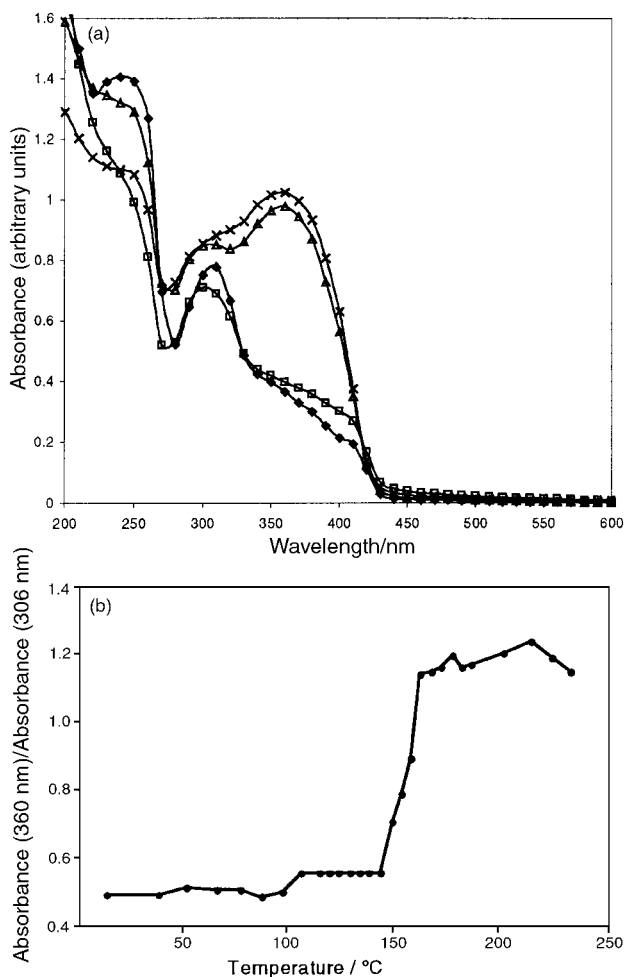 (a)
Absorbance (arbitrary units)
1.6
1.4
1.2
1
0.8
0.6
0.4
0.2
0
200 250 300 350 400 450 500 550 600
Wavelength/nm
(b)
Absorbance (360 nm)/Absorbance (306 nm)
1.4
1.2
1.0
0.8
0.6
0.4
50 100 150 200 250
Temperature / °C